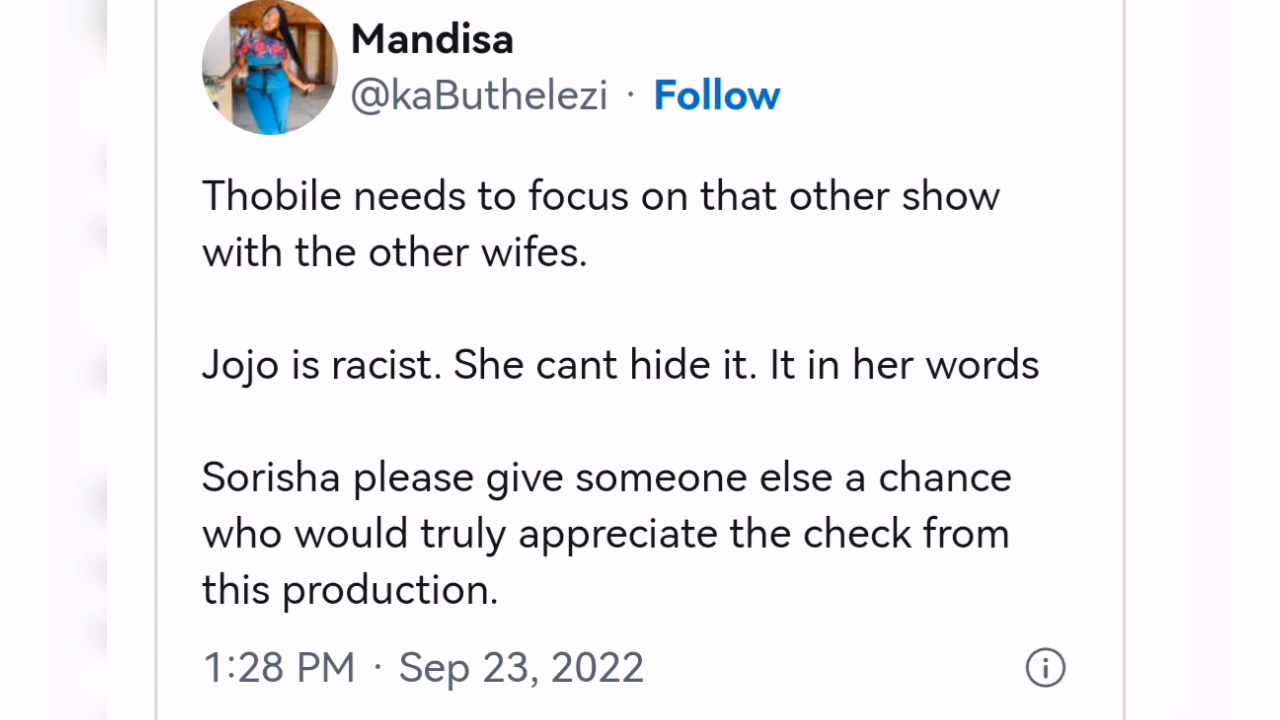 Mandisa
@kaButhelezi · Follow
Thobile needs to focus on that other show
with the other wifes.
Jojo is racist. She cant hide it. It in her words
Sorisha please give someone else a chance
who would truly appreciate the check from
this production.
1:28 PM · Sep 23, 2022